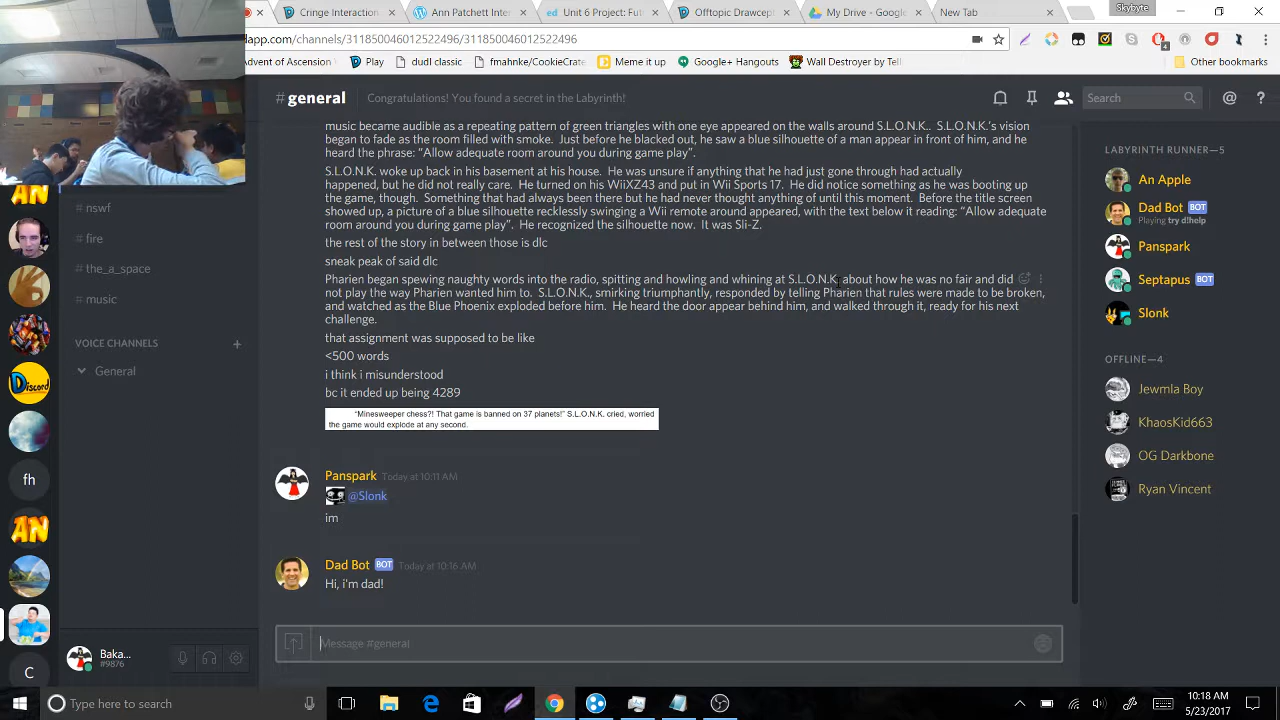 Cringe Internati
Win Patchett Inter
Unit 6 Project: Fun
Offtopic Drawcept
My Drive - Google
New Tab
Skybyte
dapp.com/channels/311850046012522496/311850046012522496
4
Advent of Ascension
Play
dudl classic
fmahnke/CookieCrate
Meme it up
Google+ Hangouts
Wall Destroyer by Tell
Other bookmarks
#general
Congratulations! You found a secret in the Labyrinth!
Search
music became audible as a repeating pattern of green triangles with one eye appeared on the walls around S.L.O.N.K.. S.L.O.N.K.'s vision
began to fade as the room filled with smoke. Just before he blacked out, he saw a blue silhouette of a man appear in front of him, and he
heard the phrase: “Allow adequate room around you during game play”.
S.L.O.N.K. woke up back in his basement at his house. He was unsure if anything that he had just gone through had actually
happened, but he did not really care. He turned on his WiiXZ43 and put in Wii Sports 17. He did notice something as he was booting up
the game, though. Something that had always been there but he had never thought anything of until this moment. Before the title screen
showed up, a picture of a blue silhouette recklessly swinging a Wii remote around appeared, with the text below it reading: “Allow adequate
room around you during game play”. He recognized the silhouette now. It was Sli-Z.
the rest of the story in between those is dlc
sneak peak of said dlc
Pharien began spewing naughty words into the radio, spitting and howling and whining at S.L.O.N.K. about how he was no fair and did
not play the way Pharien wanted him to. S.L.O.N.K., smirking triumphantly, responded by telling Pharien that rules were made to be broken,
and watched as the Blue Phoenix exploded before him. He heard the door appear behind him, and walked through it, ready for his next
challenge.
that assignment was supposed to be like
<500 words
i think i misunderstood
bc it ended up being 4289
“Minesweeper chess?! That game is banned on 37 planets!” S.L.O.N.K. cried, worried
the game would explode at any second.
Panspark Today at 10:11 AM
@Slonk
im
Dad Bot BOT Today at 10:16 AM
Hi, i'm dad!
Message #general
# nswf
# fire
# the_a_space
# music
VOICE CHANNELS
General
AN
Discord
fh
AN
C
Baka...
#9876
LABYRINTH RUNNER—5
An Apple
Dad Bot BOT
Playing try d!help
Panspark
Septapus BOT
Slonk
OFFLINE—4
Jewmla Boy
KhaosKid663
OG Darkbone
Ryan Vincent
Type here to search
10:18 AM
5/23/2017